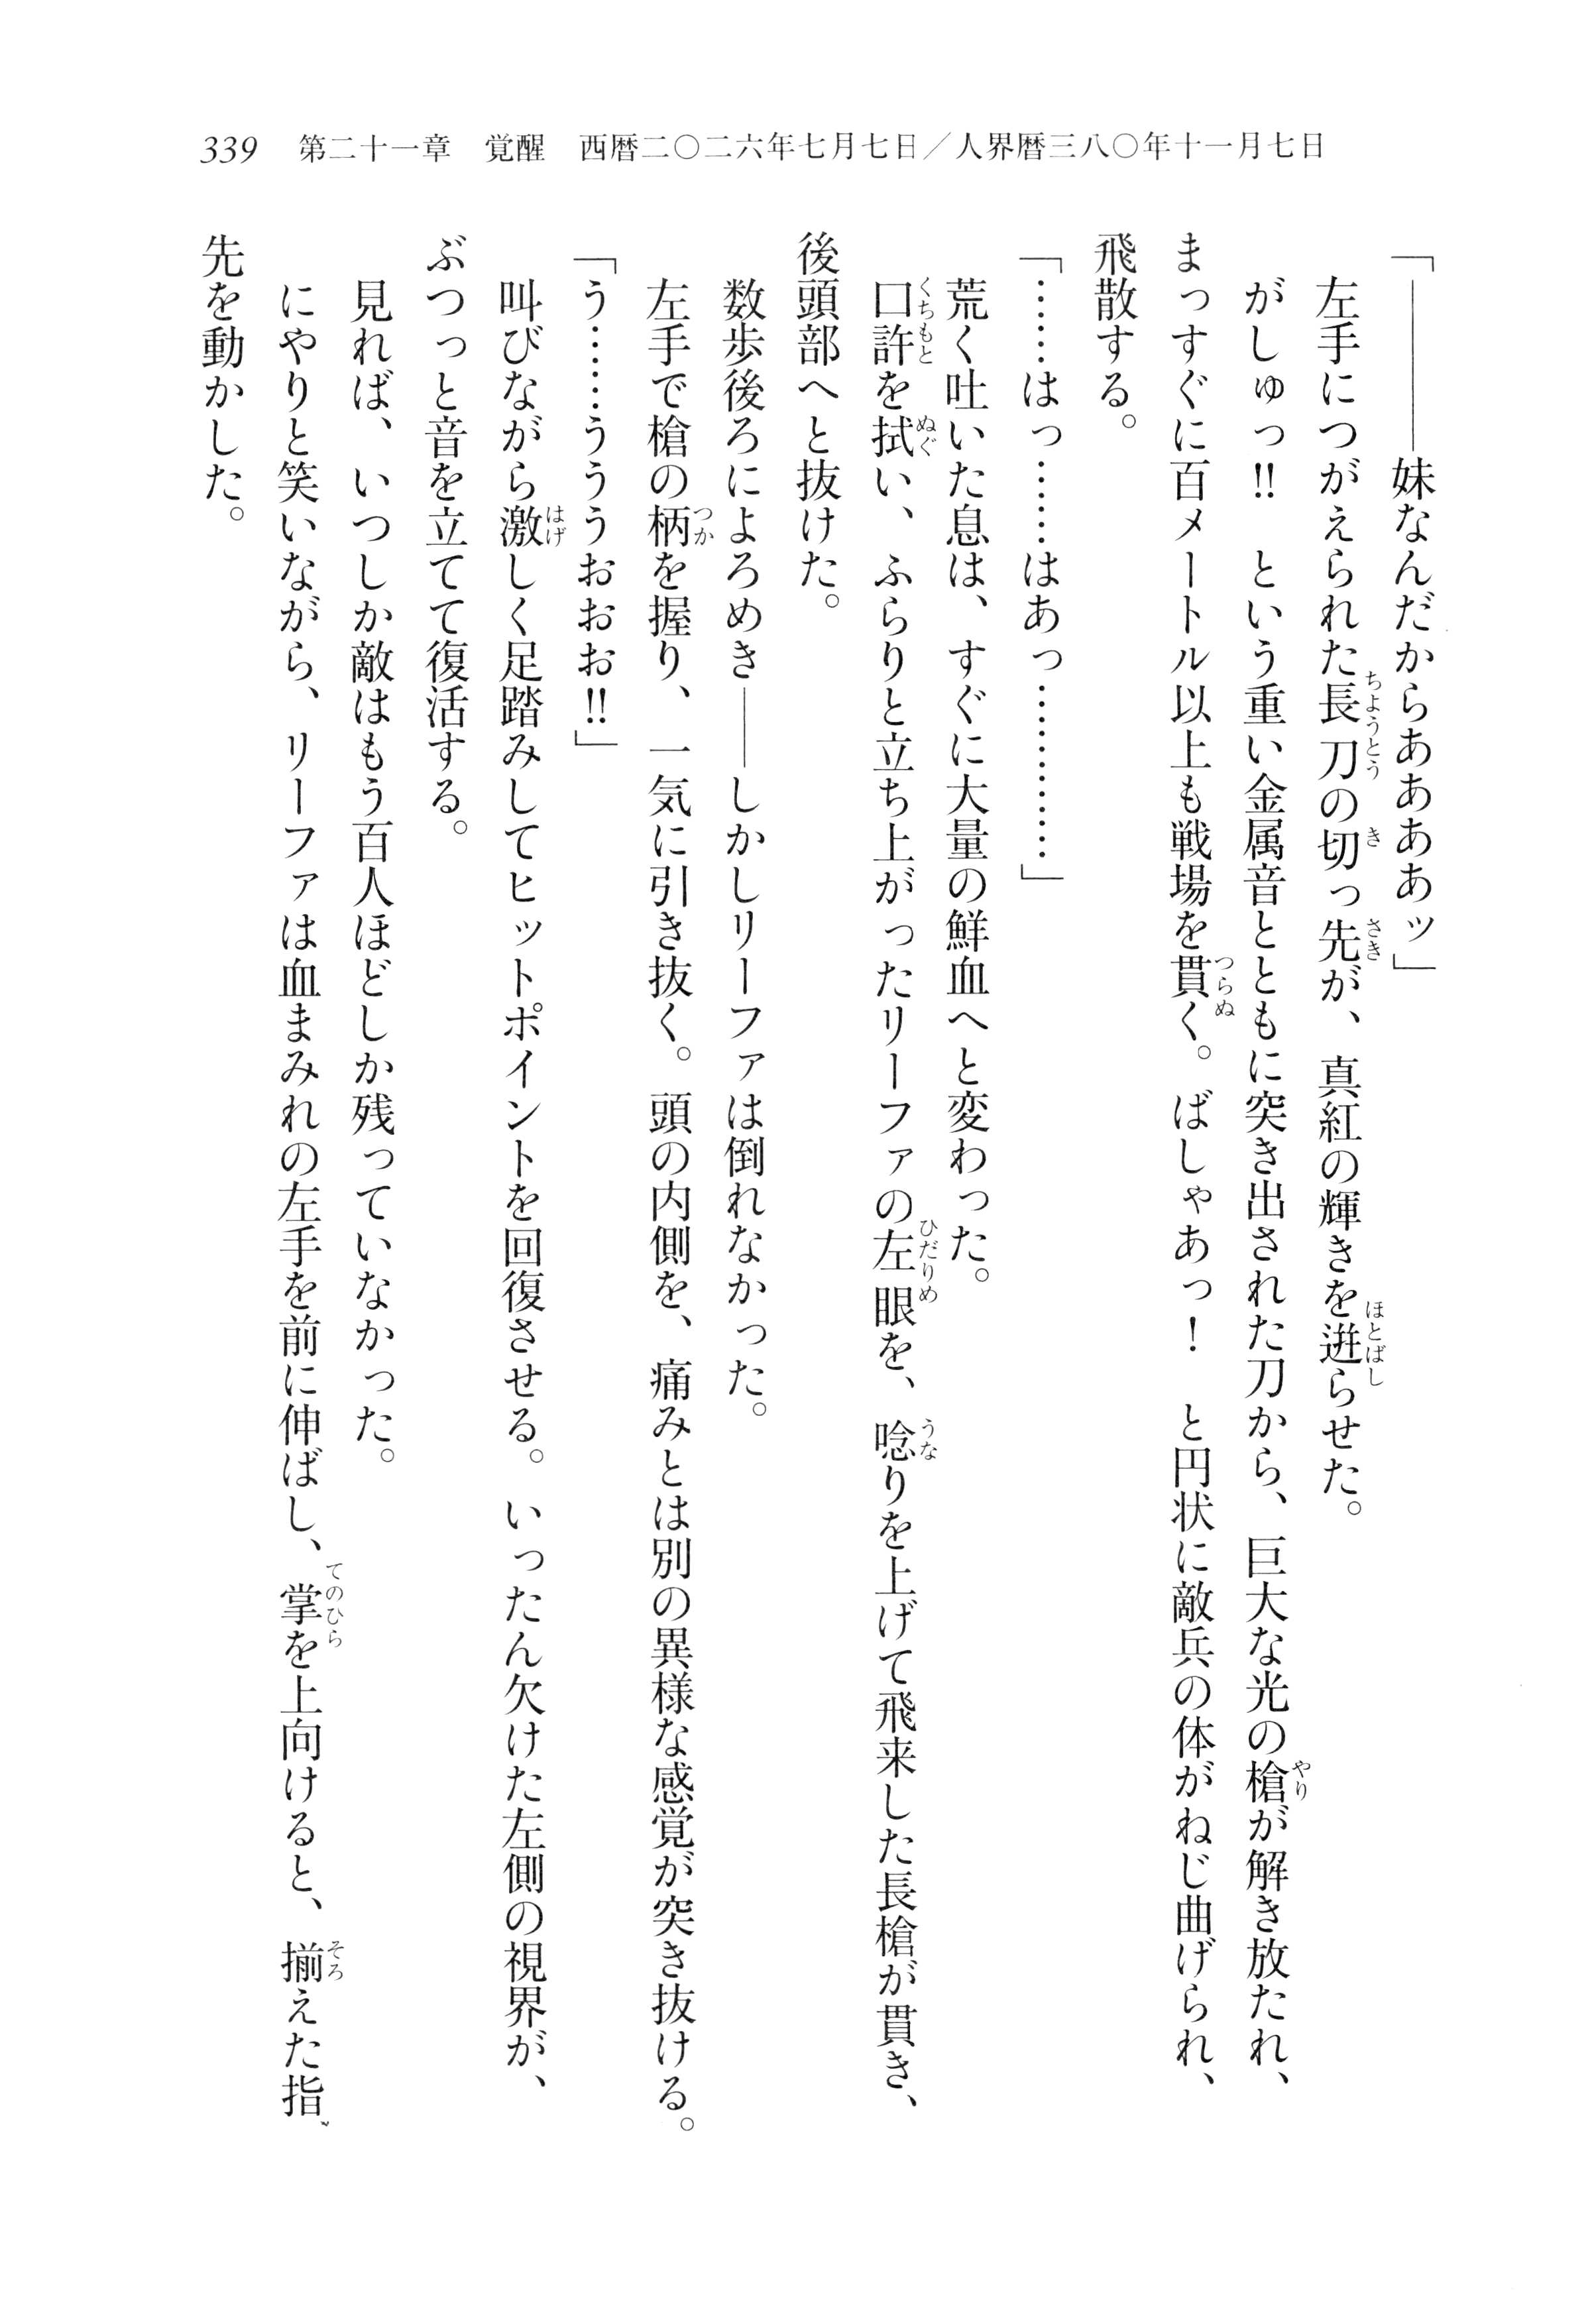 339　第二十一章　覚醒　西暦二〇二六年七月七日／人界暦三八〇年十一月七日
「――――妹なんだからああああッ」
　左手につがえられた長刀の切っ先が、真紅の輝きを迸らせた。
　がしゅっ‼　という重い金属音とともに突き出された刀から、巨大な光の槍が解き放たれ、
まっすぐに百メートル以上も戦場を貫く。ばしゃあっ！　と円状に敵兵の体がねじ曲げられ、
飛散する。
「……はっ……はあっ…………」
　荒く吐いた息は、すぐに大量の鮮血へと変わった。
　口許を拭い、ふらりと立ち上がったリーファの左眼を、唸りを上げて飛来した長槍が貫き、
後頭部へと抜けた。
　数歩後ろによろめき――しかしリーファは倒れなかった。
　左手で槍の柄を握り、一気に引き抜く。頭の内側を、痛みとは別の異様な感覚が突き抜ける。
「う……うううおおお‼」
　叫びながら激しく足踏みしてヒットポイントを回復させる。いったん欠けた左側の視界が、
ぶつっと音を立てて復活する。
　見れば、いつしか敵はもう百人ほどしか残っていなかった。
　にやりと笑いながら、リーファは血まみれの左手を前に伸ばし、掌を上向けると、揃えた指
先を動かした。